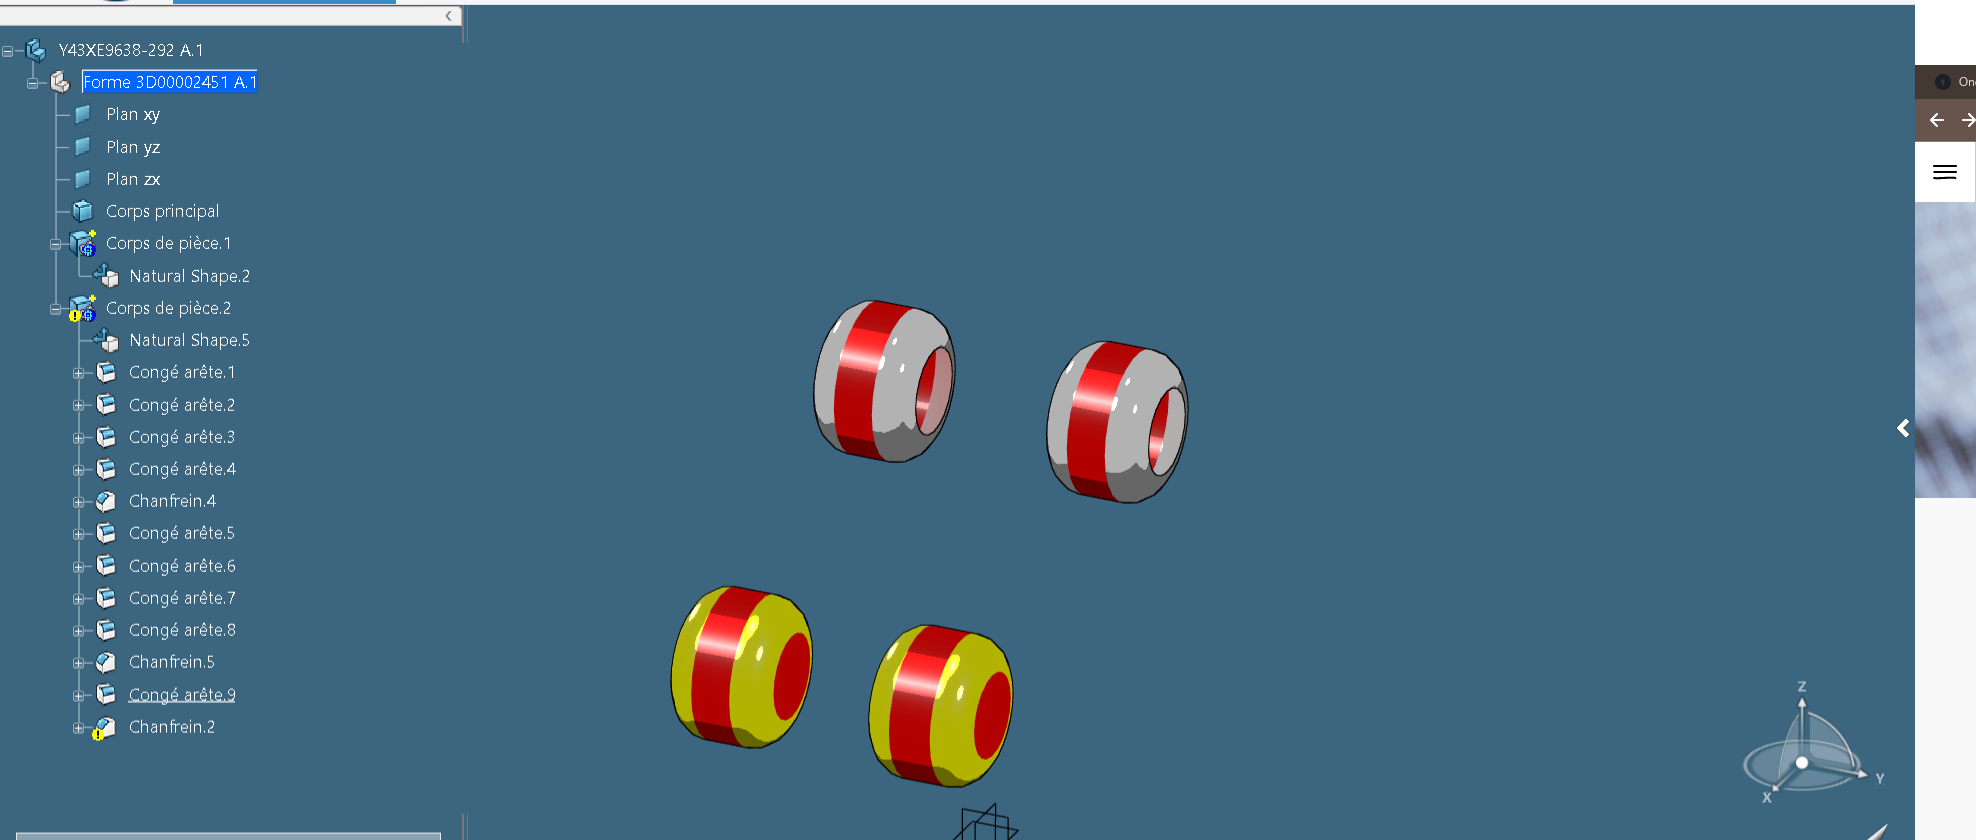 Y43XE9638-292 A.1
Forme 3D00002451 A.1
Plan xy
Plan yz
Plan zx
Corps principal
Corps de pièce.1
Natural Shape.2
Corps de pièce.2
Natural Shape.5
Congé arête.1
Congé arête.2
Congé arête.3
Congé arête.4
Chanfrein.4
Congé arête.5
Congé arête.6
Congé arête.7
Congé arête.8
Chanfrein.5
Congé arête.9
Chanfrein.2
Z
Y
X